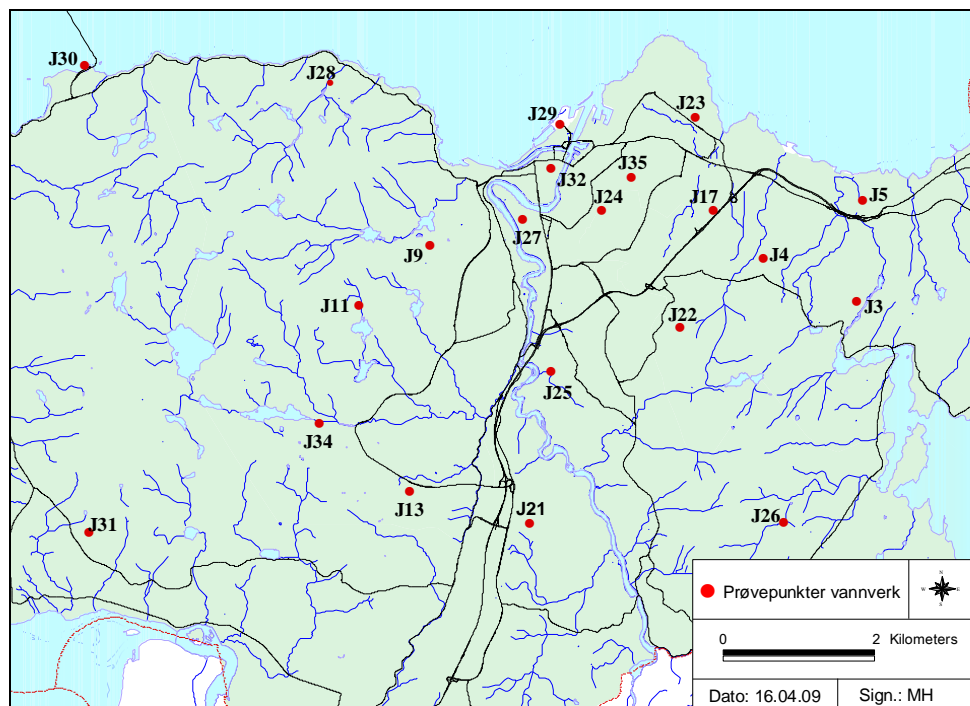 J30
J28
J29
J23
J35
J32
J24
J17
J5
J27
J9
J4
J11
J3
J22
J25
J34
J13
J21
J26
J31
Prøvepunkter vannverk
N
W E
S
0 2 Kilometers
Dato: 16.04.09 Sign.: MH